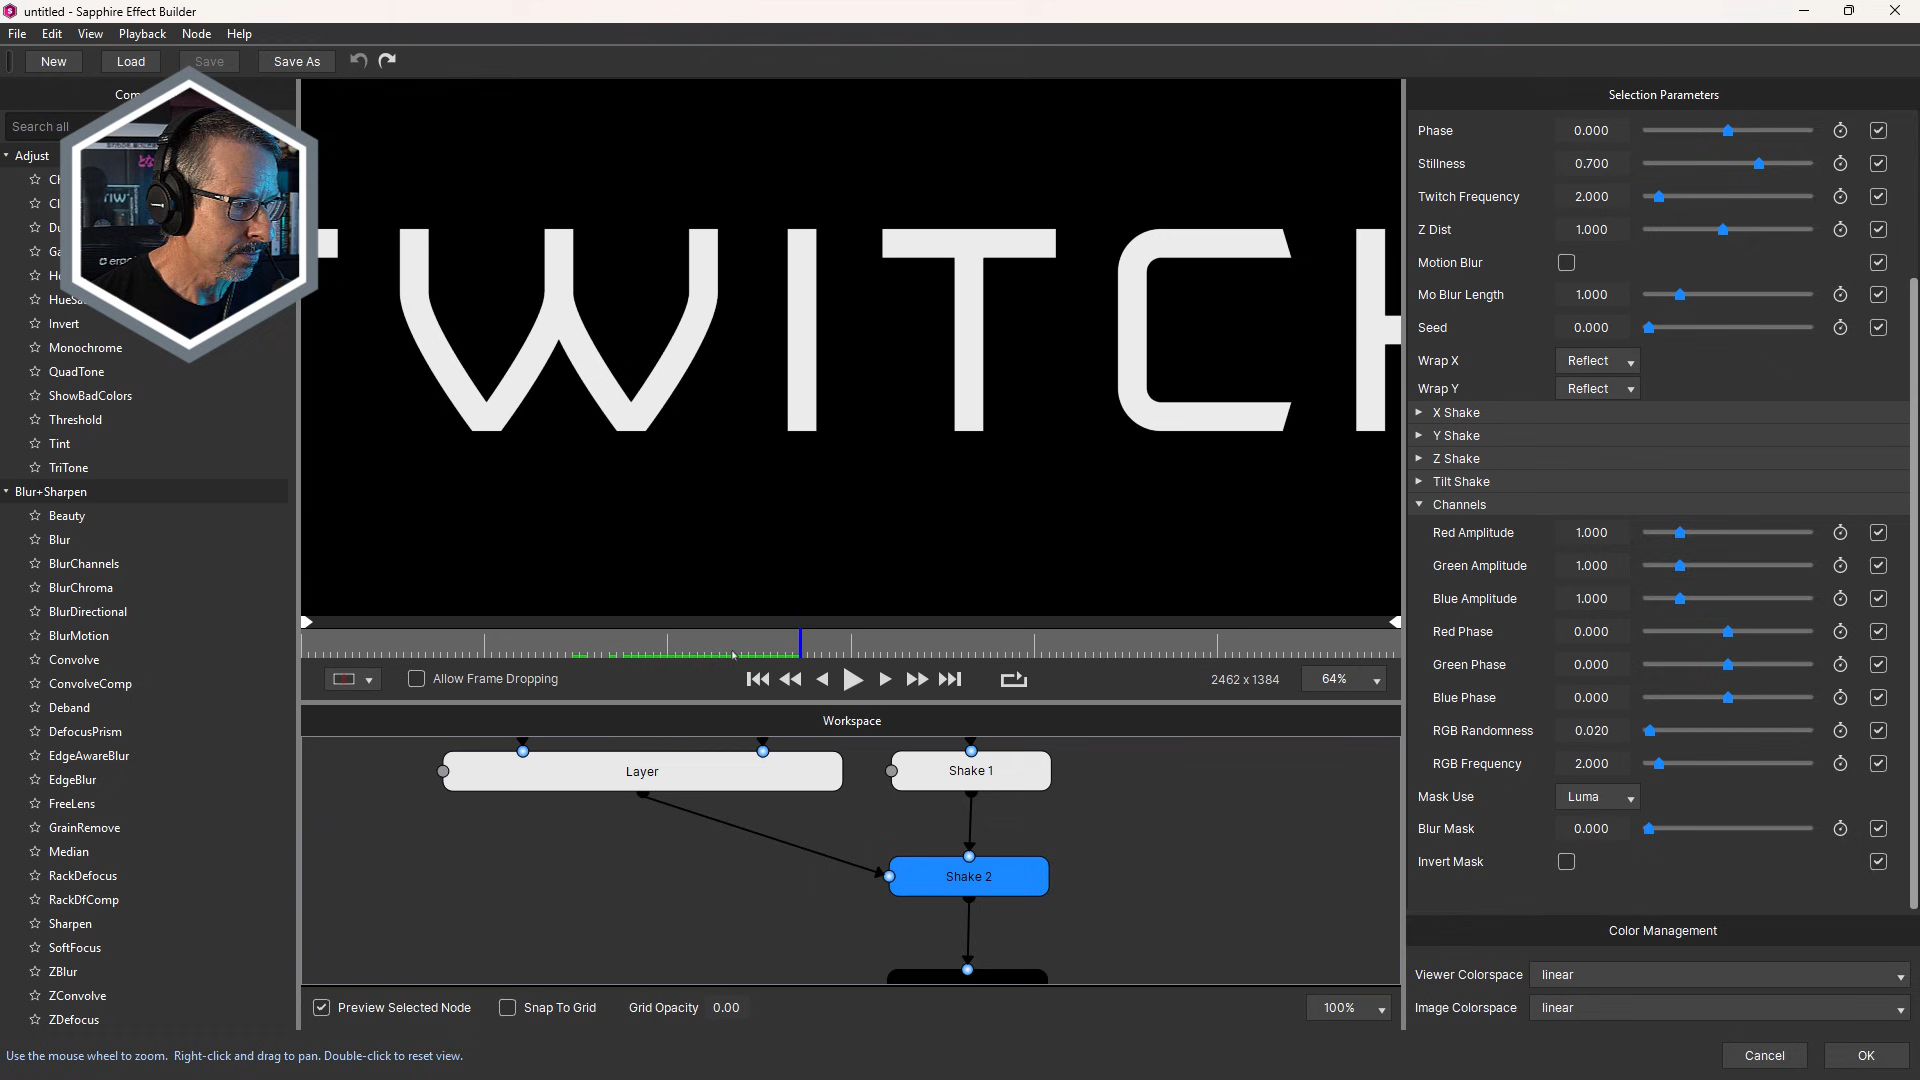 untitled - Sapphire Effect Builder
File Edit View Playback Node Help
New Load Save Save As
Search all
Adjust
Invert
Monochrome
QuadTone
ShowBadColors
Threshold
Tint
TriTone
Blur+Sharpen
Beauty
Blur
BlurChannels
BlurChroma
BlurDirectional
BlurMotion
Convolve
ConvolveComp
Deband
DefocusPrism
EdgeAwareBlur
EdgeBlur
FreeLens
GrainRemove
Median
RackDefocus
RackDfComp
Sharpen
SoftFocus
ZBlur
ZConvolve
ZDefocus
TWITCH
Allow Frame Dropping
2462 x 1384 64%
Workspace
Layer
Shake 1
Shake 2
Preview Selected Node Snap To Grid Grid Opacity 0.00 100%
Selection Parameters
Phase 0.000
Stillness 0.700
Twitch Frequency 2.000
Z Dist 1.000
Motion Blur
Mo Blur Length 1.000
Seed 0.000
Wrap X Reflect
Wrap Y Reflect
X Shake
Y Shake
Z Shake
Tilt Shake
Channels
Red Amplitude 1.000
Green Amplitude 1.000
Blue Amplitude 1.000
Red Phase 0.000
Green Phase 0.000
Blue Phase 0.000
RGB Randomness 0.020
RGB Frequency 2.000
Mask Use Luma
Blur Mask 0.000
Invert Mask
Color Management
Viewer Colorspace linear
Image Colorspace linear
Use the mouse wheel to zoom. Right-click and drag to pan. Double-click to reset view.
Cancel OK